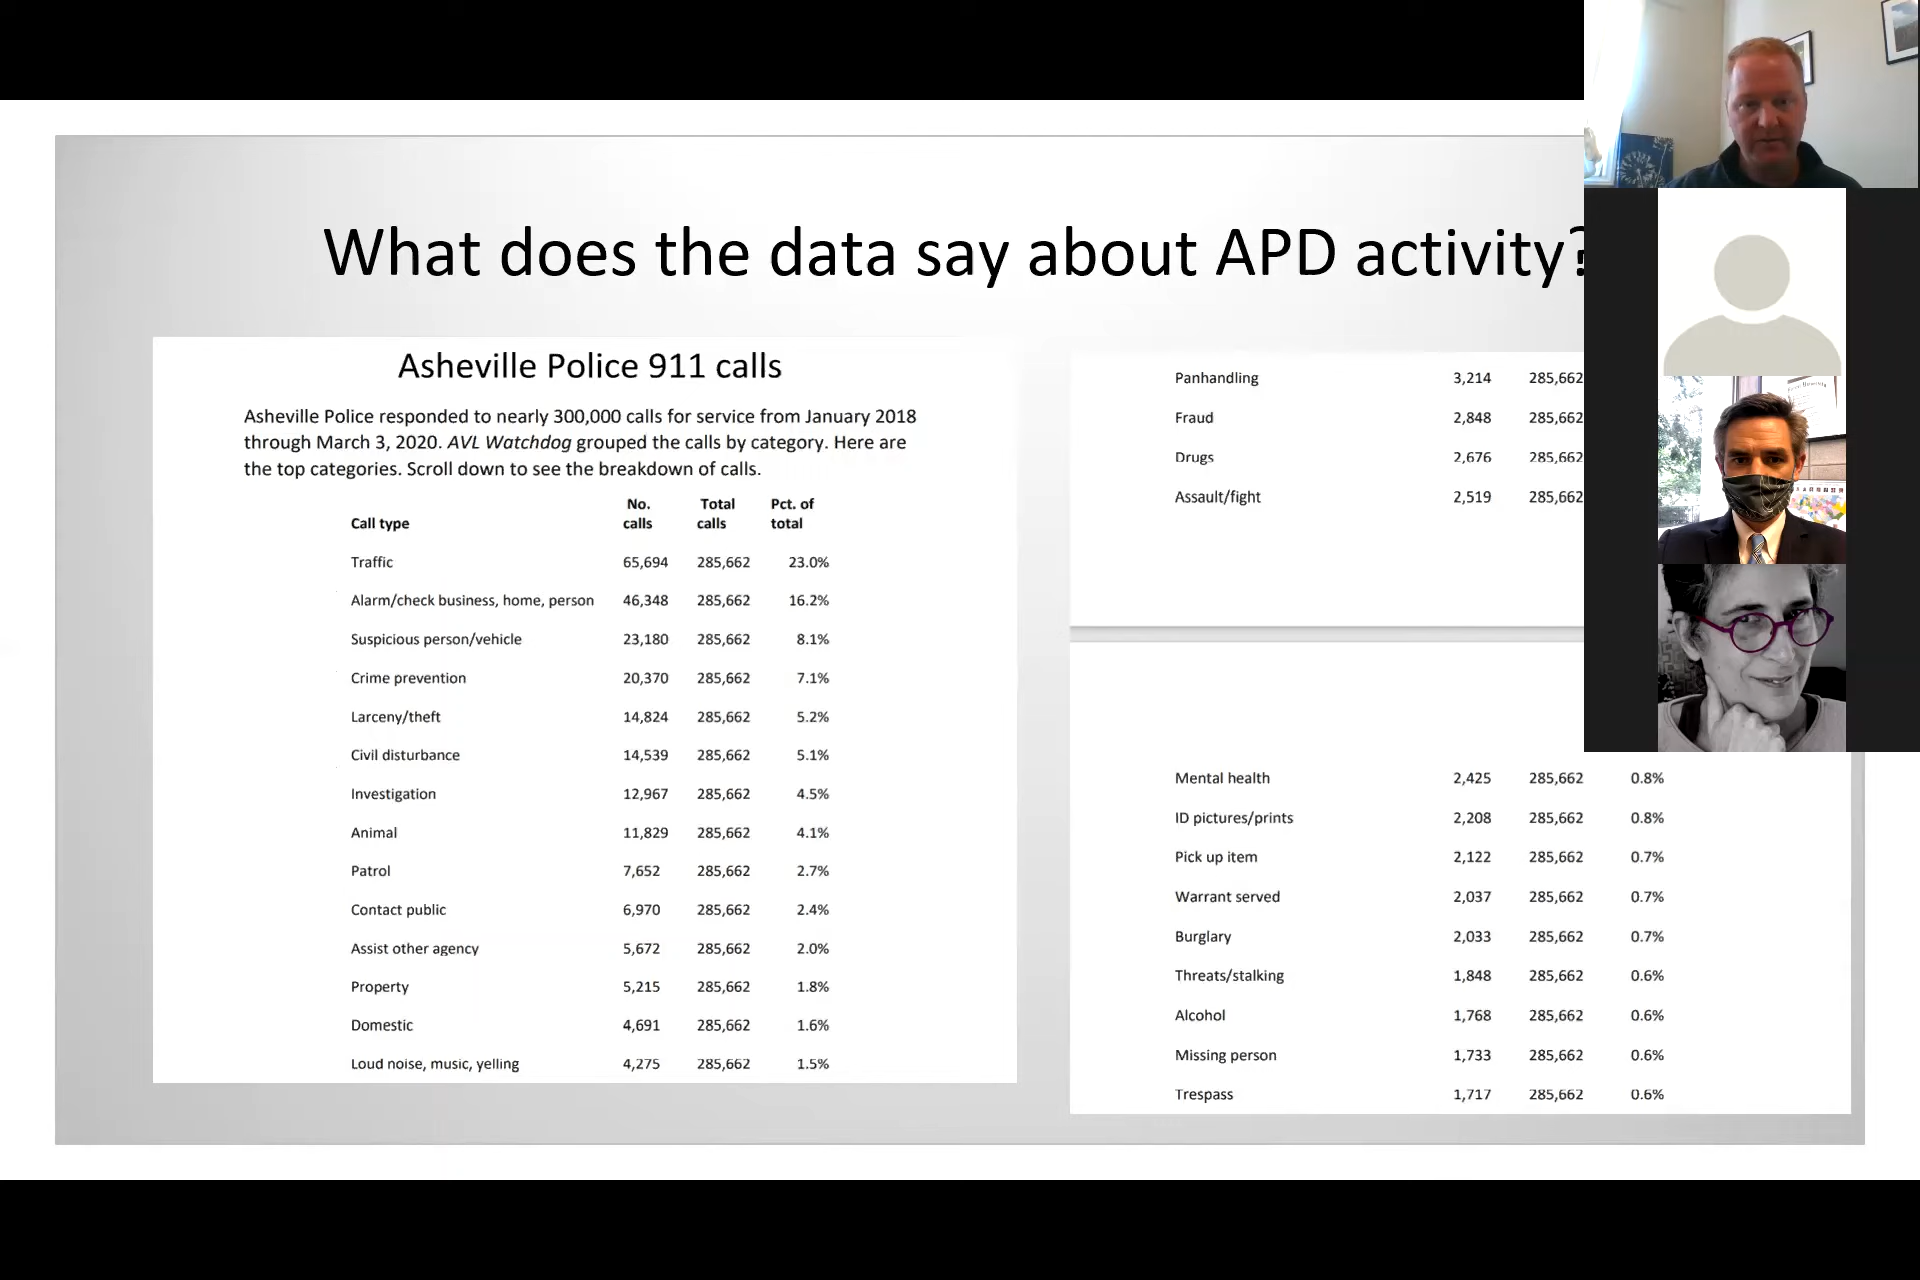 What does the data say about APD activity?
Asheville Police 911 calls
Asheville Police responded to nearly 300,000 calls for service from January 2018
through March 3, 2020. AVL Watchdog grouped the calls by category. Here are
the top categories. Scroll down to see the breakdown of calls.
Call type No. calls Total calls Pct. of total
Traffic 65,694 285,662 23.0%
Alarm/check business, home, person 46,348 285,662 16.2%
Suspicious person/vehicle 23,180 285,662 8.1%
Crime prevention 20,370 285,662 7.1%
Larceny/theft 14,824 285,662 5.2%
Civil disturbance 14,539 285,662 5.1%
Investigation 12,967 285,662 4.5%
Animal 11,829 285,662 4.1%
Patrol 7,652 285,662 2.7%
Contact public 6,970 285,662 2.4%
Assist other agency 5,672 285,662 2.0%
Property 5,215 285,662 1.8%
Domestic 4,691 285,662 1.6%
Loud noise, music, yelling 4,275 285,662 1.5%
Panhandling 3,214 285,662
Fraud 2,848 285,662
Drugs 2,676 285,662
Assault/fight 2,519 285,662
Mental health 2,425 285,662 0.8%
ID pictures/prints 2,208 285,662 0.8%
Pick up item 2,122 285,662 0.7%
Warrant served 2,037 285,662 0.7%
Burglary 2,033 285,662 0.7%
Threats/stalking 1,848 285,662 0.6%
Alcohol 1,768 285,662 0.6%
Missing person 1,733 285,662 0.6%
Trespass 1,717 285,662 0.6%